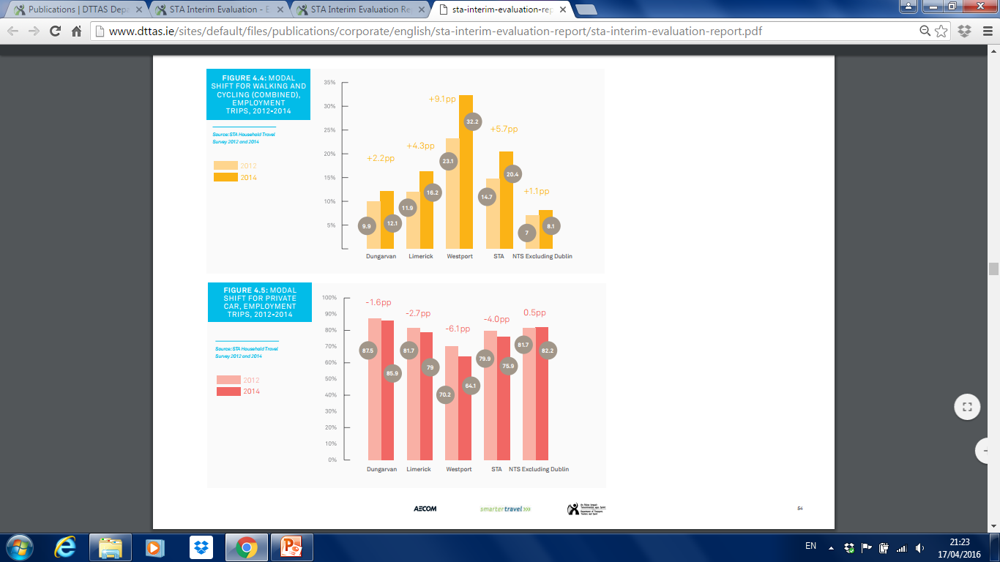 Publications | DTTAS Depa
STA Interim Evaluation - E
STA Interim Evaluation Rep
sta-interim-evaluation-rep
www.dttas.ie/sites/default/files/publications/corporate/english/sta-interim-evaluation-report/sta-interim-evaluation-report.pdf
FIGURE 4.4: MODAL
SHIFT FOR WALKING AND
CYCLING (COMBINED),
EMPLOYMENT
TRIPS, 2012-2014
Source: STA Household Travel
Survey 2012 and 2014
2012
2014
35%
30%
25%
20%
15%
10%
5%
+2.2pp
+4.3pp
+9.1pp
+5.7pp
+1.1pp
9.9
12.1
11.9
16.2
23.1
32.2
14.7
20.4
7
8.1
Dungarvan
Limerick
Westport
STA
NTS Excluding Dublin
FIGURE 4.5: MODAL
SHIFT FOR PRIVATE
CAR, EMPLOYMENT
TRIPS, 2012-2014
Source: STA Household Travel
Survey 2012 and 2014
2012
2014
100%
90%
80%
70%
60%
50%
40%
30%
20%
10%
0%
-1.6pp
-2.7pp
-6.1pp
-4.0pp
0.5pp
87.5
85.9
81.7
79
70.2
64.1
79.9
75.9
81.7
82.2
Dungarvan
Limerick
Westport
STA
NTS Excluding Dublin
AECOM
smartertravel
54
EN
21:23
17/04/2016